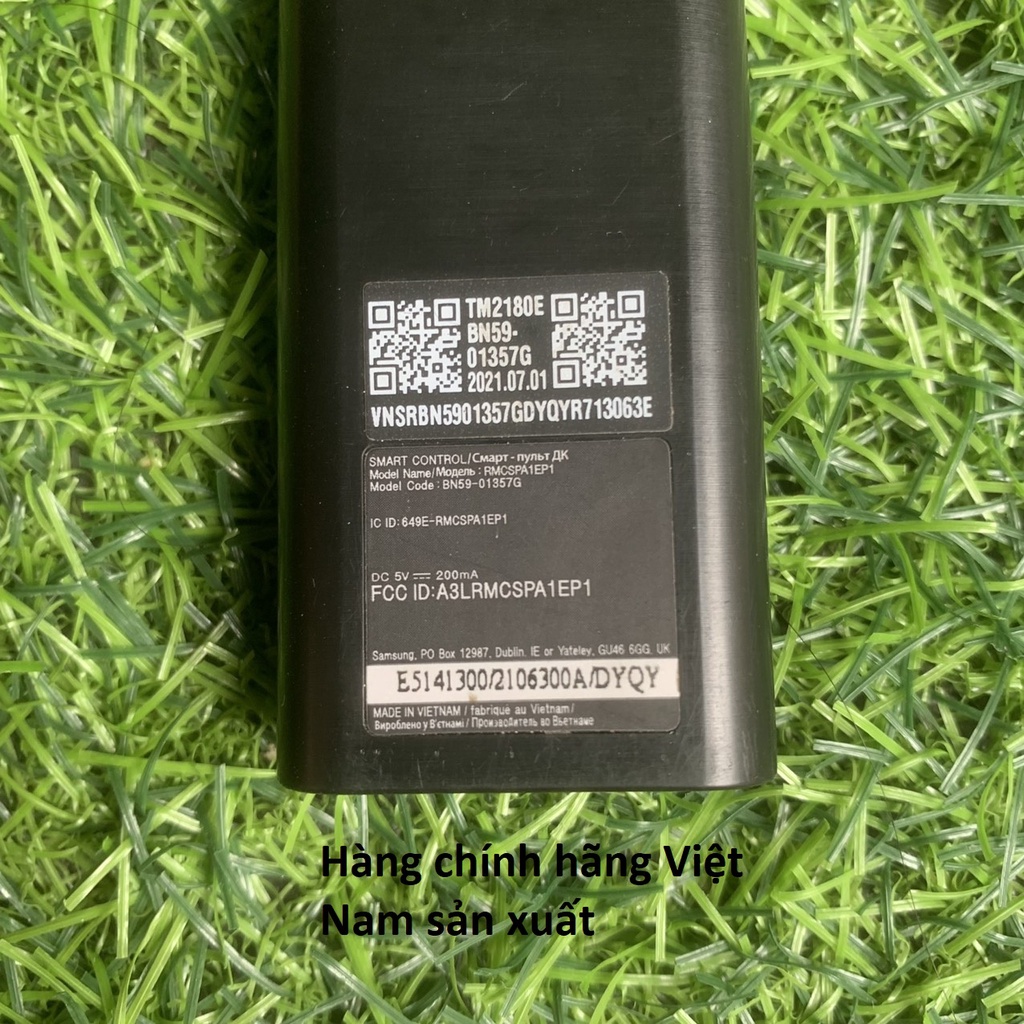 TM2180E
BN59-
01357G
2021.07.01
VNSRBN5901357GDYQYR713063E
SMART CONTROL/Смарт - пульт ДК
Model Name/Модель : RMCSPA1EP1
Model Code : BN59-01357G
IC ID: 649E-RMCSPA1EP1
DC 5V ⎓ 200mA
FCC ID: A3LRMCSPA1EP1
Samsung, PO Box 12987, Dublin. IE or Yateley, GU46 6GG, UK
E5141300/2106300A/DYQY
MADE IN VIETNAM / fabriqué au Vietnam/
Вироблено у В'єтнамі / Производитель во Вьетнаме
Hàng chính hãng Việt
Nam sản xuất